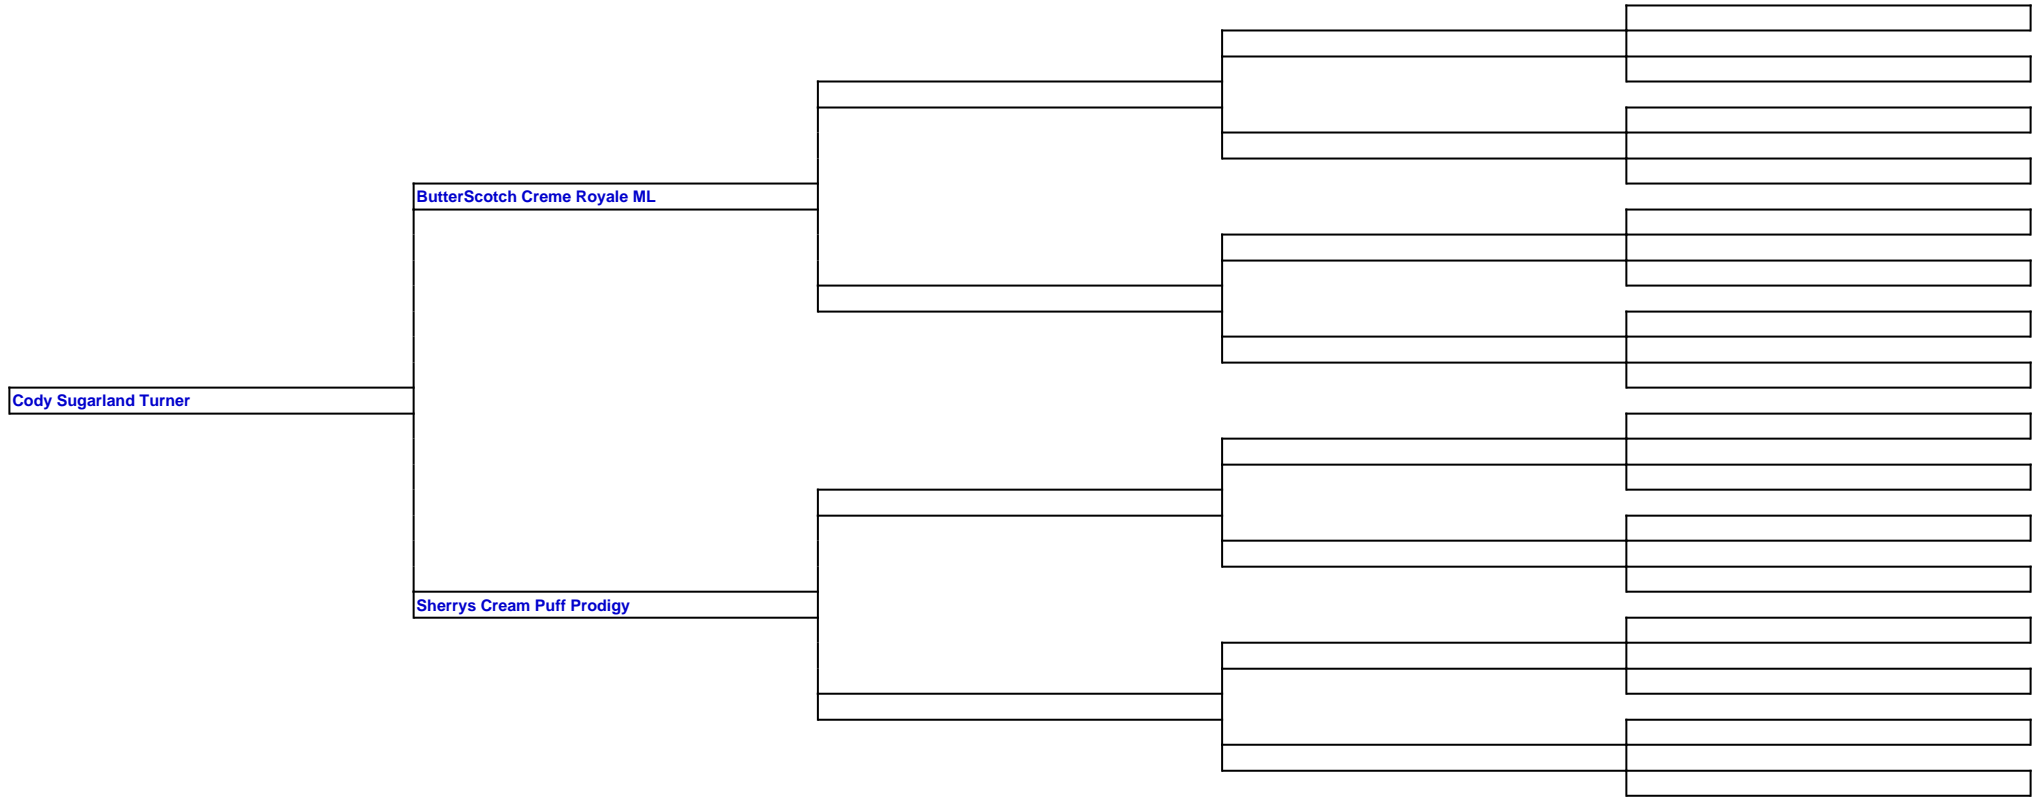 ButterScotch Creme Royale ML
Cody Sugarland Turner
Sherrys Cream Puff Prodigy